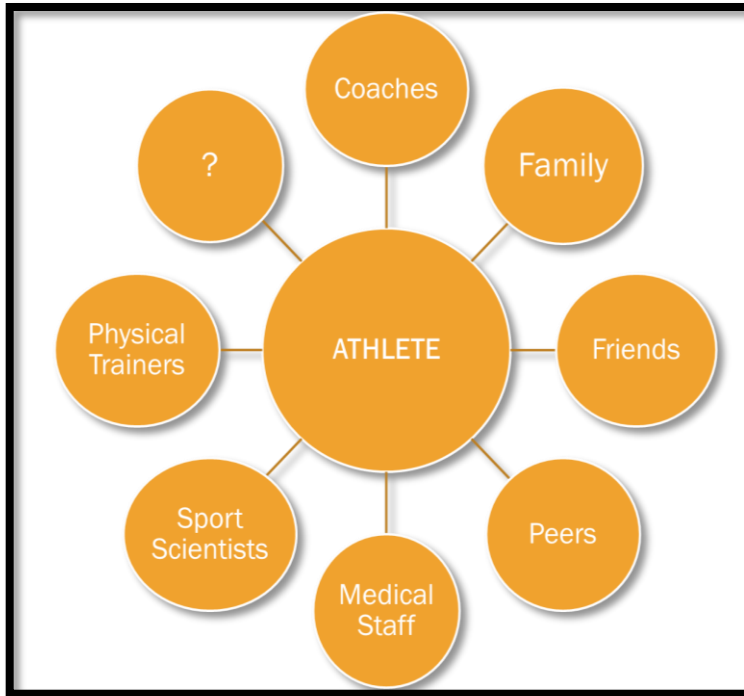 Coaches
Family
Friends
Peers
Medical
Staff
Sport
Scientists
Physical
Trainers
?
ATHLETE